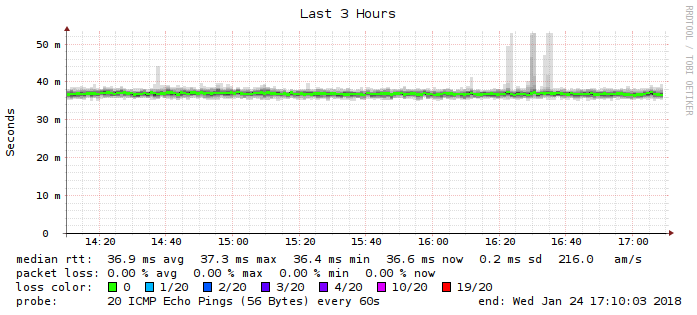 Last 3 Hours
RRDTOOL / TOBI OETIKER
Seconds
50 m
40 m
30 m
20 m
10 m
0
14:20 14:40 15:00 15:20 15:40 16:00 16:20 16:40 17:00
median rtt: 36.9 ms avg 37.3 ms max 36.4 ms min 36.6 ms now 0.2 ms sd 216.0 am/s
packet loss: 0.00 % avg 0.00 % max 0.00 % min 0.00 % now
loss color: 0 1/20 2/20 3/20 4/20 10/20 19/20
probe: 20 ICMP Echo Pings (56 Bytes) every 60s end: Wed Jan 24 17:10:03 2018